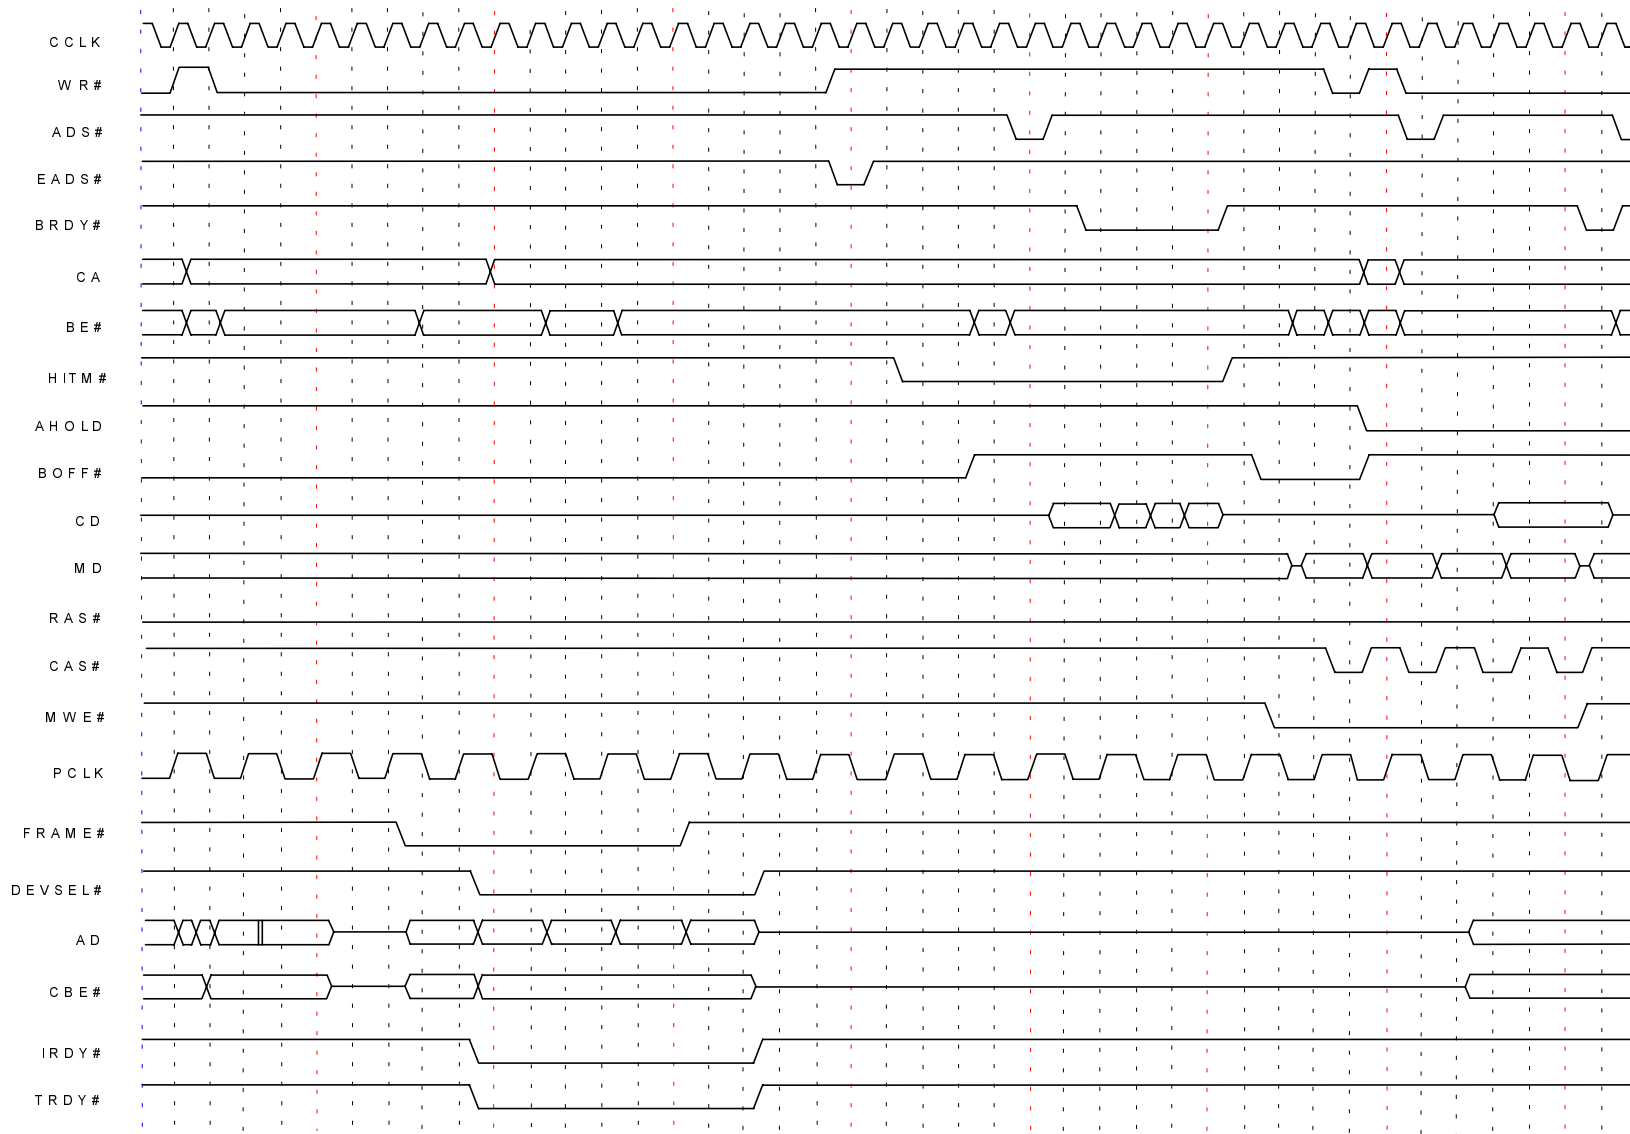 CCLK
WR#
ADS#
EADS#
BRDY#
CA
BE#
HITM#
AHOLD
BOFF#
CD
MD
RAS#
CAS#
MWE#
PCLK
FRAME#
DEVSEL#
AD
CBE#
IRDY#
TRDY#